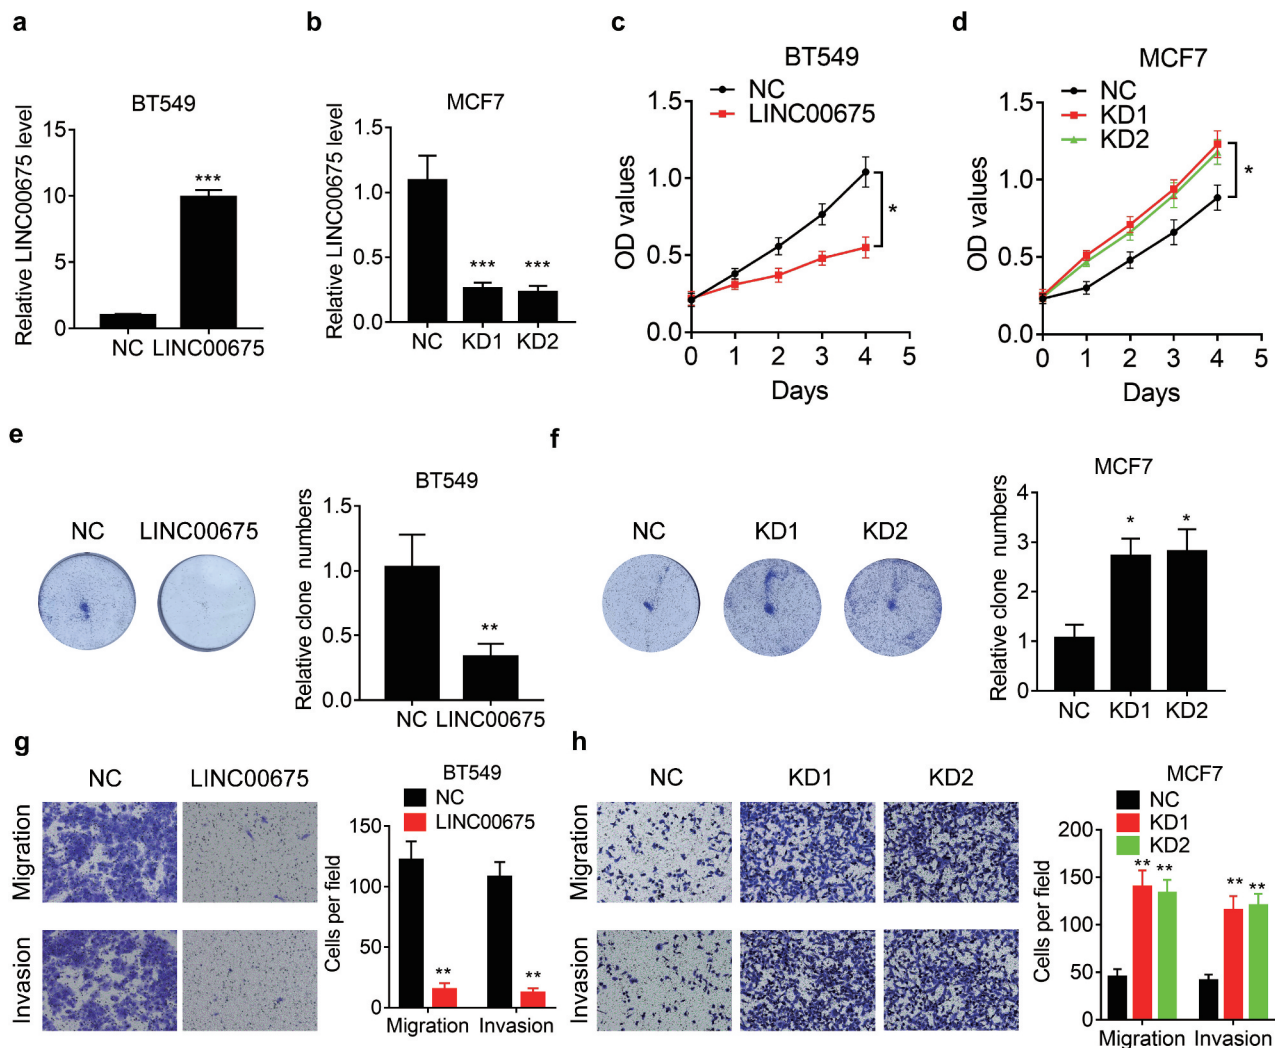 a
BT549
Relative LINC00675 level
15
10
5
0
***
NC LINC00675
b
MCF7
Relative LINC00675 level
1.5
1.0
0.5
0.0
*** ***
NC KD1 KD2
c
BT549
NC
LINC00675
OD values
1.5
1.0
0.5
0.0
*
0 1 2 3 4 5
Days
d
MCF7
NC
KD1
KD2
OD values
1.5
1.0
0.5
0.0
*
0 1 2 3 4 5
Days
e
NC LINC00675
BT549
Relative clone numbers
1.5
1.0
0.5
0.0
**
NC LINC00675
f
NC KD1 KD2
MCF7
Relative clone numbers
4
3
2
1
0
* *
NC KD1 KD2
g
NC LINC00675
Migration
Invasion
BT549
NC
LINC00675
Cells per field
150
100
50
0
** **
Migration Invasion
h
NC KD1 KD2
Migration
Invasion
MCF7
NC
KD1
KD2
Cells per field
200
150
100
50
0
** ** ** **
Migration Invasion